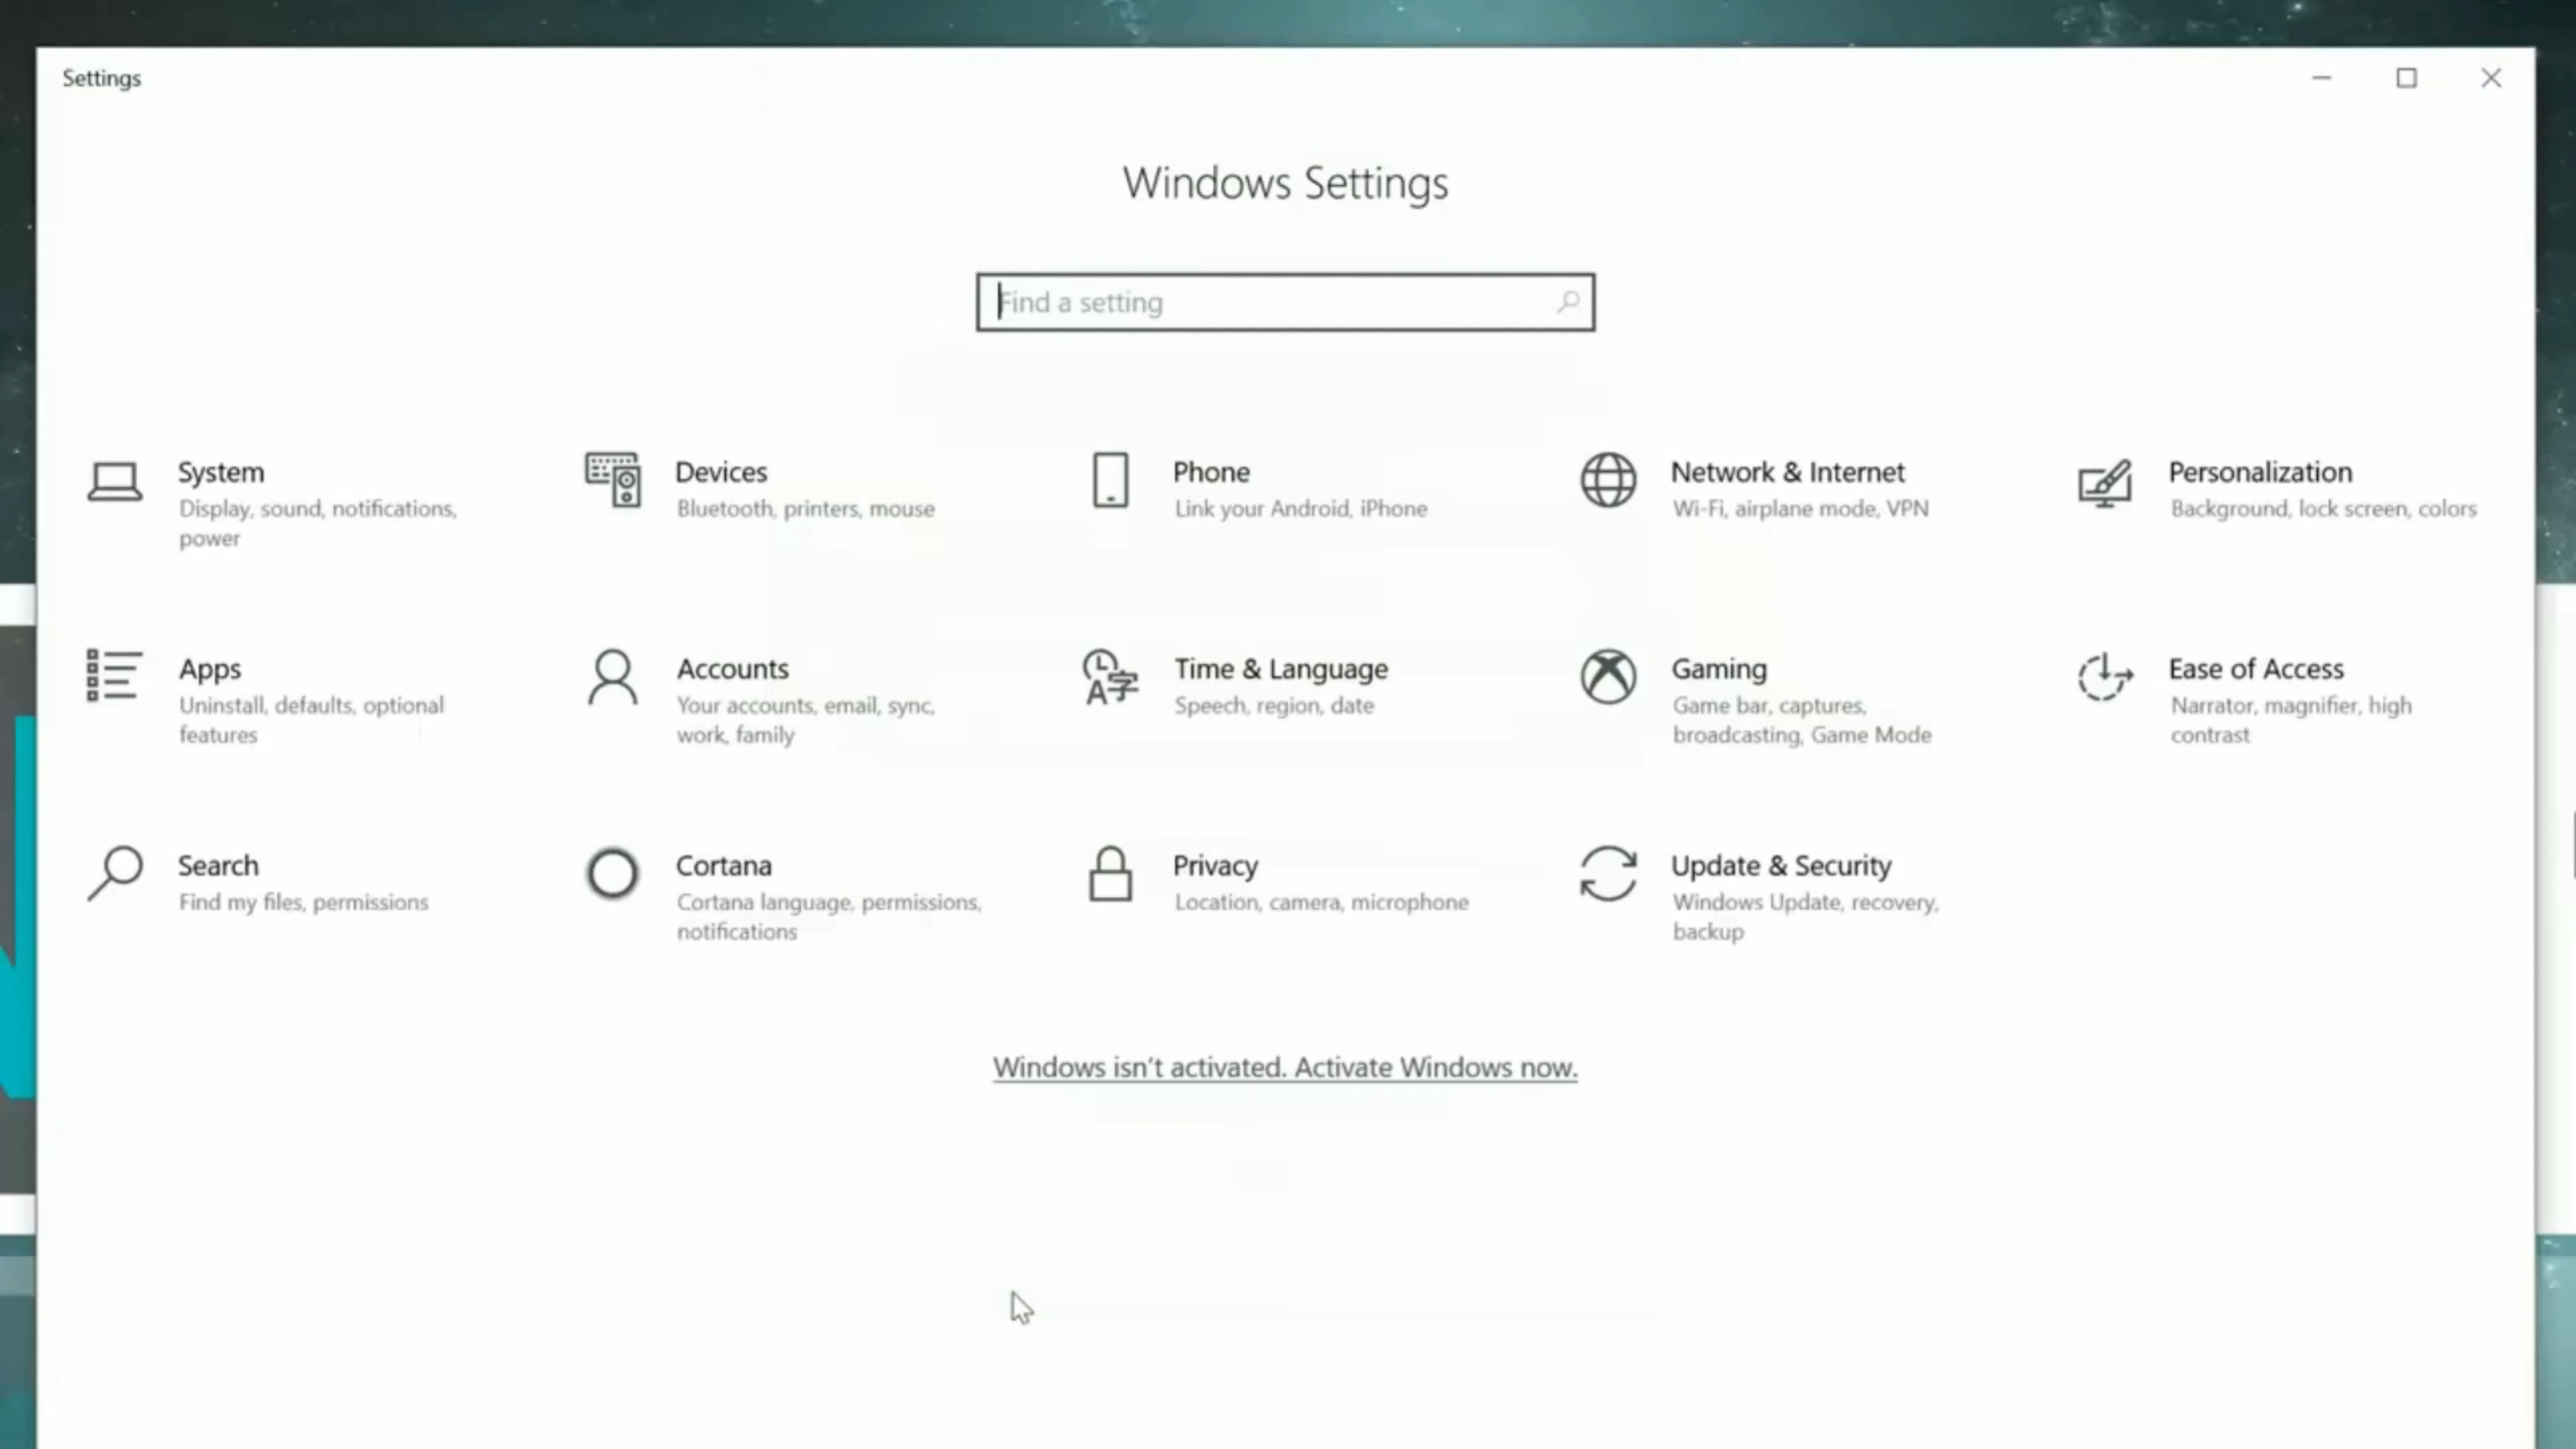 Settings
Windows Settings
Find a setting
System
Display, sound, notifications,
power
Devices
Bluetooth, printers, mouse
Phone
Link your Android, iPhone
Network & Internet
Wi-Fi, airplane mode, VPN
Personalization
Background, lock screen, colors
Apps
Uninstall, defaults, optional
features
Accounts
Your accounts, email, sync,
work, family
Time & Language
Speech, region, date
Gaming
Game bar, captures,
broadcasting, Game Mode
Ease of Access
Narrator, magnifier, high
contrast
Search
Find my files, permissions
Cortana
Cortana language, permissions,
notifications
Privacy
Location, camera, microphone
Update & Security
Windows Update, recovery,
backup
Windows isn't activated. Activate Windows now.